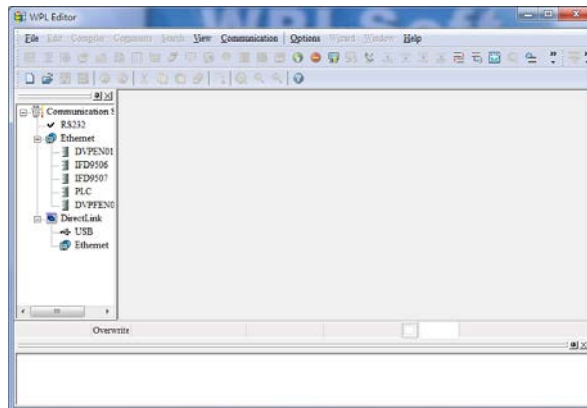 WPL Editor
File Edit Compiler Comments Search View Communication Options Wizard Window Help
Communication S
RS232
Ethernet
DVPEN01
IFD9506
IFD9507
PLC
DVPFEN0
DirectLink
USB
Ethernet
Overwrite